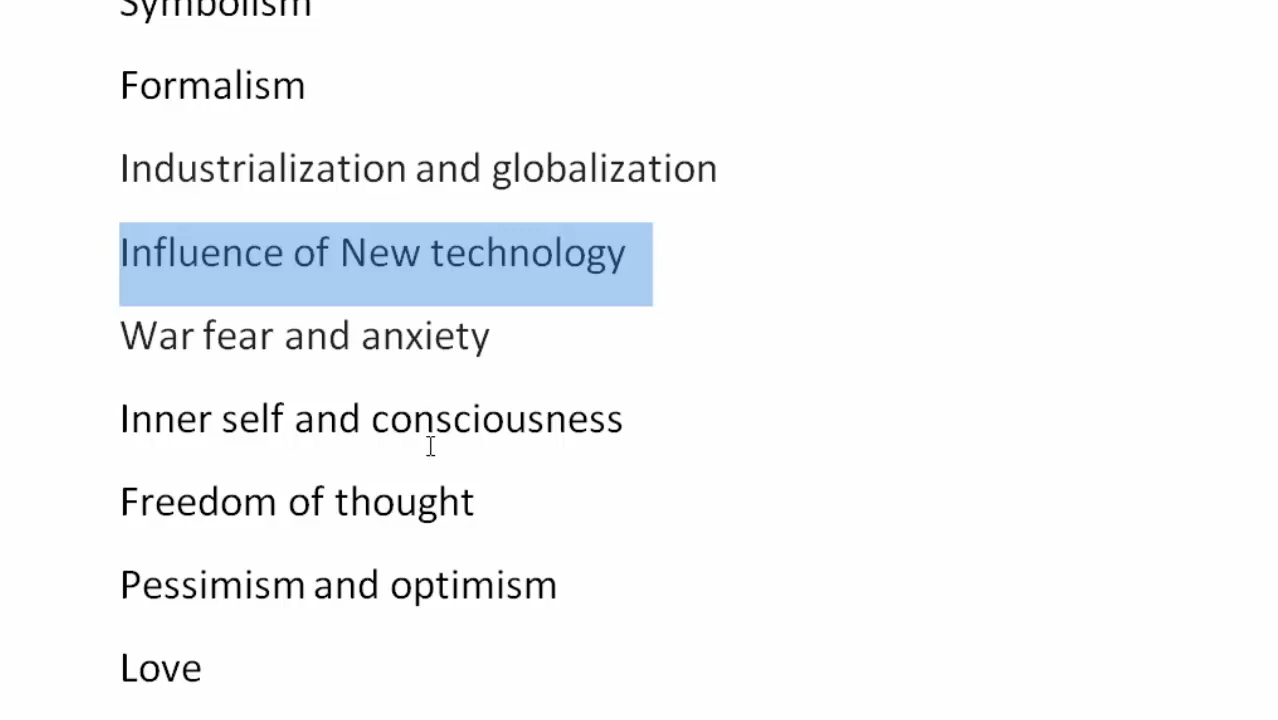 Symbolism
Formalism
Industrialization and globalization
Influence of New technology
War fear and anxiety
Inner self and consciousness
Freedom of thought
Pessimism and optimism
Love